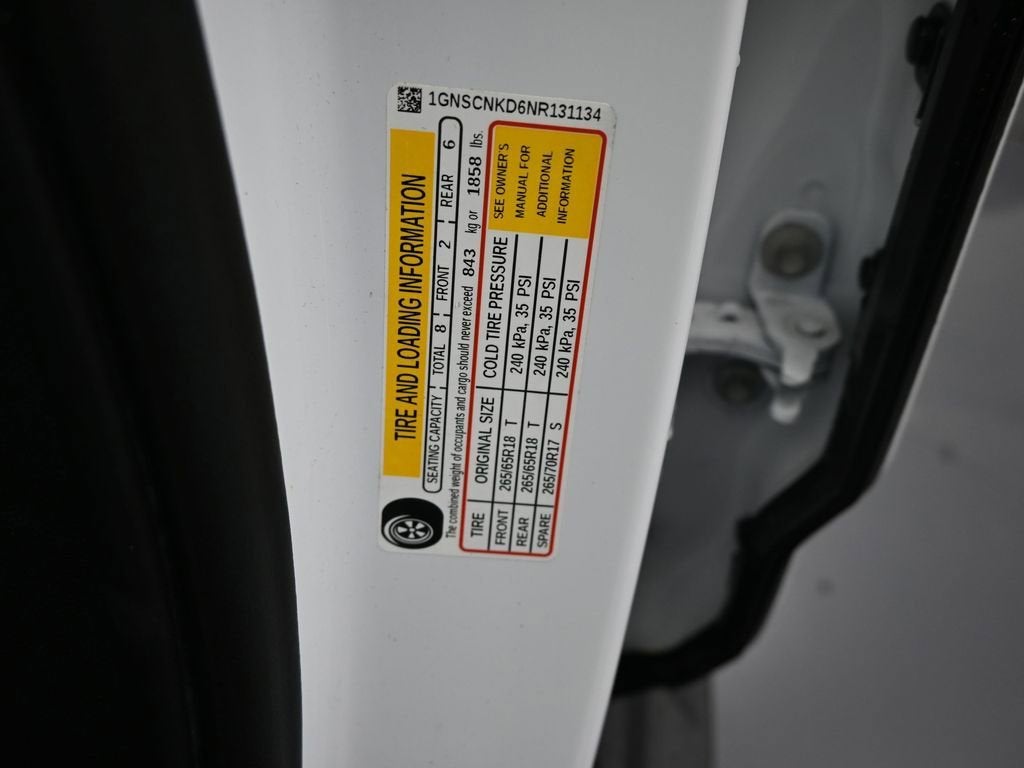 1GNSCNKD6NR131134
TIRE AND LOADING INFORMATION
SEATING CAPACITY TOTAL 8 FRONT 2 REAR 6
The combined weight of occupants and cargo should never exceed 843 kg or 1858 lbs.
TIRE ORIGINAL SIZE COLD TIRE PRESSURE
FRONT 265/65R18 T 240 kPa, 35 PSI
REAR 265/65R18 T 240 kPa, 35 PSI
SPARE 265/70R17 S 240 kPa, 35 PSI
SEE OWNER'S
MANUAL FOR
ADDITIONAL
INFORMATION